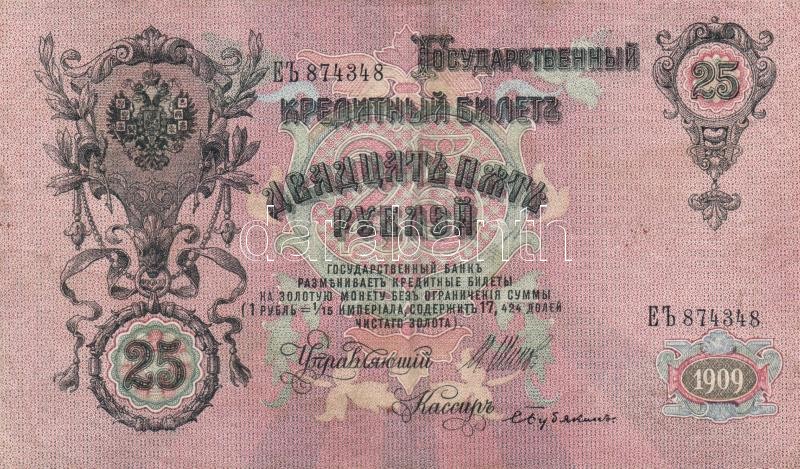 ЕЪ 874348
Государственный
25
Кредитный Билетъ
Двадцать пять
рублей
darabanth
ГОСУДАРСТВЕННЫЙ БАНКЪ
РАЗМѢНИВАЕТЪ КРЕДИТНЫЕ БИЛЕТЫ
НА ЗОЛОТУЮ МОНЕТУ БЕЗЪ ОГРАНИЧЕНІЯ СУММЫ
(1 РУБЛЬ = 1/15 ИМПЕРІАЛА, СОДЕРЖИТЪ 17, 424 ДОЛЕЙ
ЧИСТАГО ЗОЛОТА).
ЕЪ 874348
25
Управляющій
Кассиръ
1909